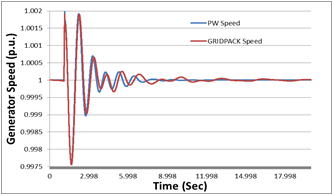 1.002
1.0015
1.001
1.0005
1
0.9995
0.999
0.9985
0.998
0.9975
Generator Speed (p.u.)
PW Speed
GRIDPACK Speed
0 2.998 5.998 8.998 11.998 14.998 17.998
Time (Sec)